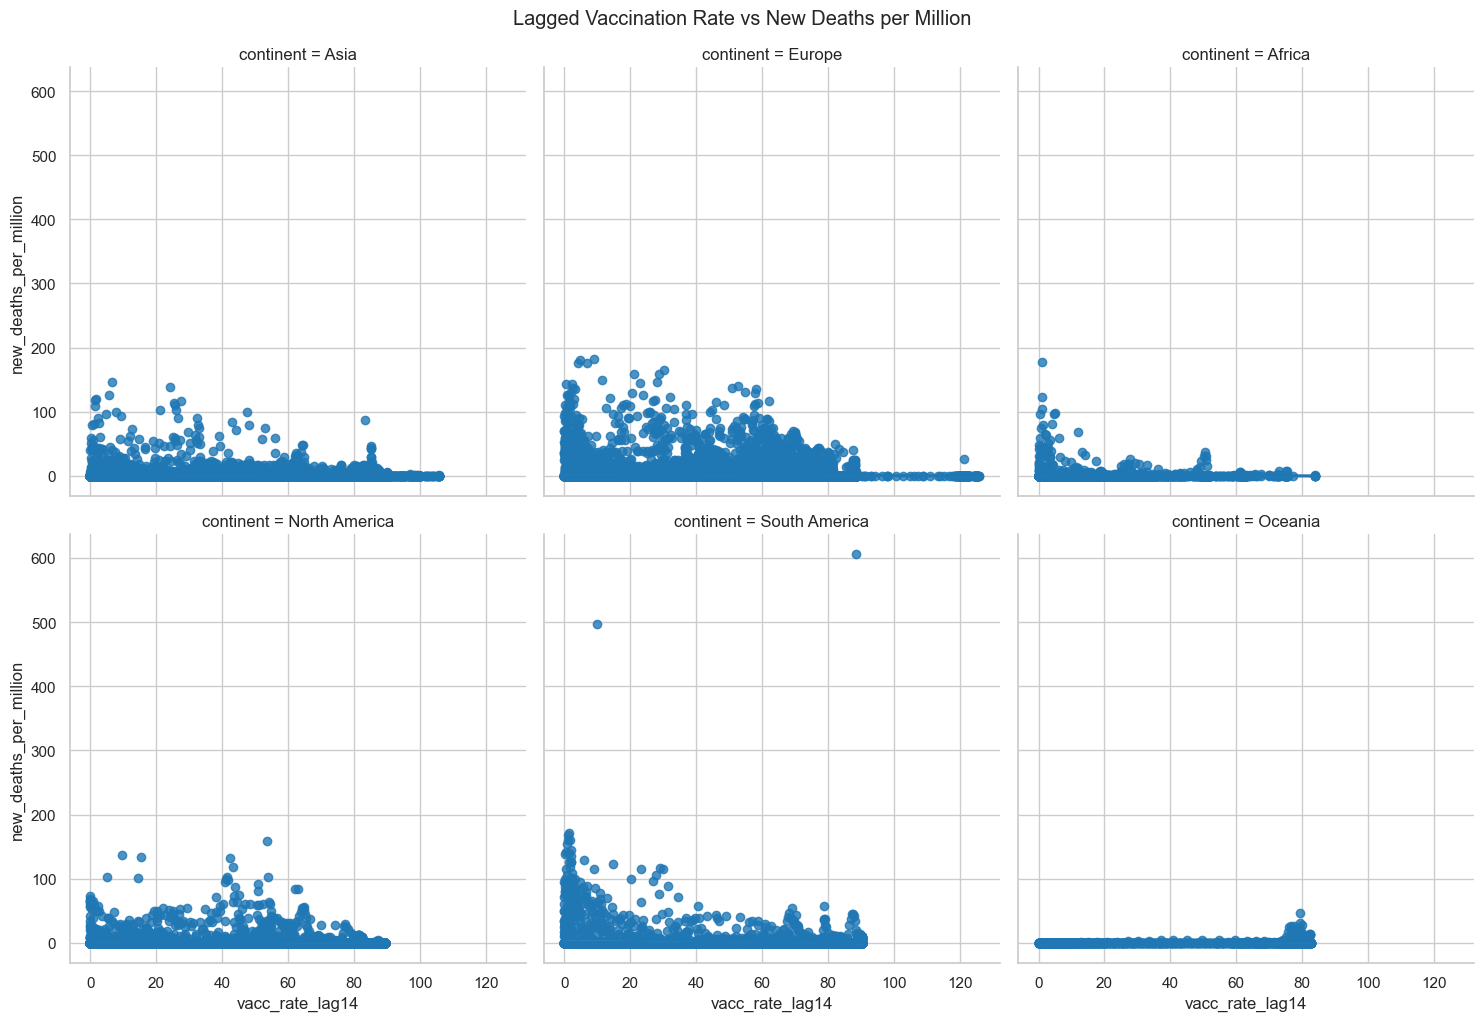 Lagged Vaccination Rate vs New Deaths per Million
continent = Asia
continent = Europe
continent = Africa
new_deaths_per_million
600
500
400
300
200
100
0
continent = North America
continent = South America
continent = Oceania
new_deaths_per_million
600
500
400
300
200
100
0
0 20 40 60 80 100 120
0 20 40 60 80 100 120
0 20 40 60 80 100 120
vacc_rate_lag14
vacc_rate_lag14
vacc_rate_lag14